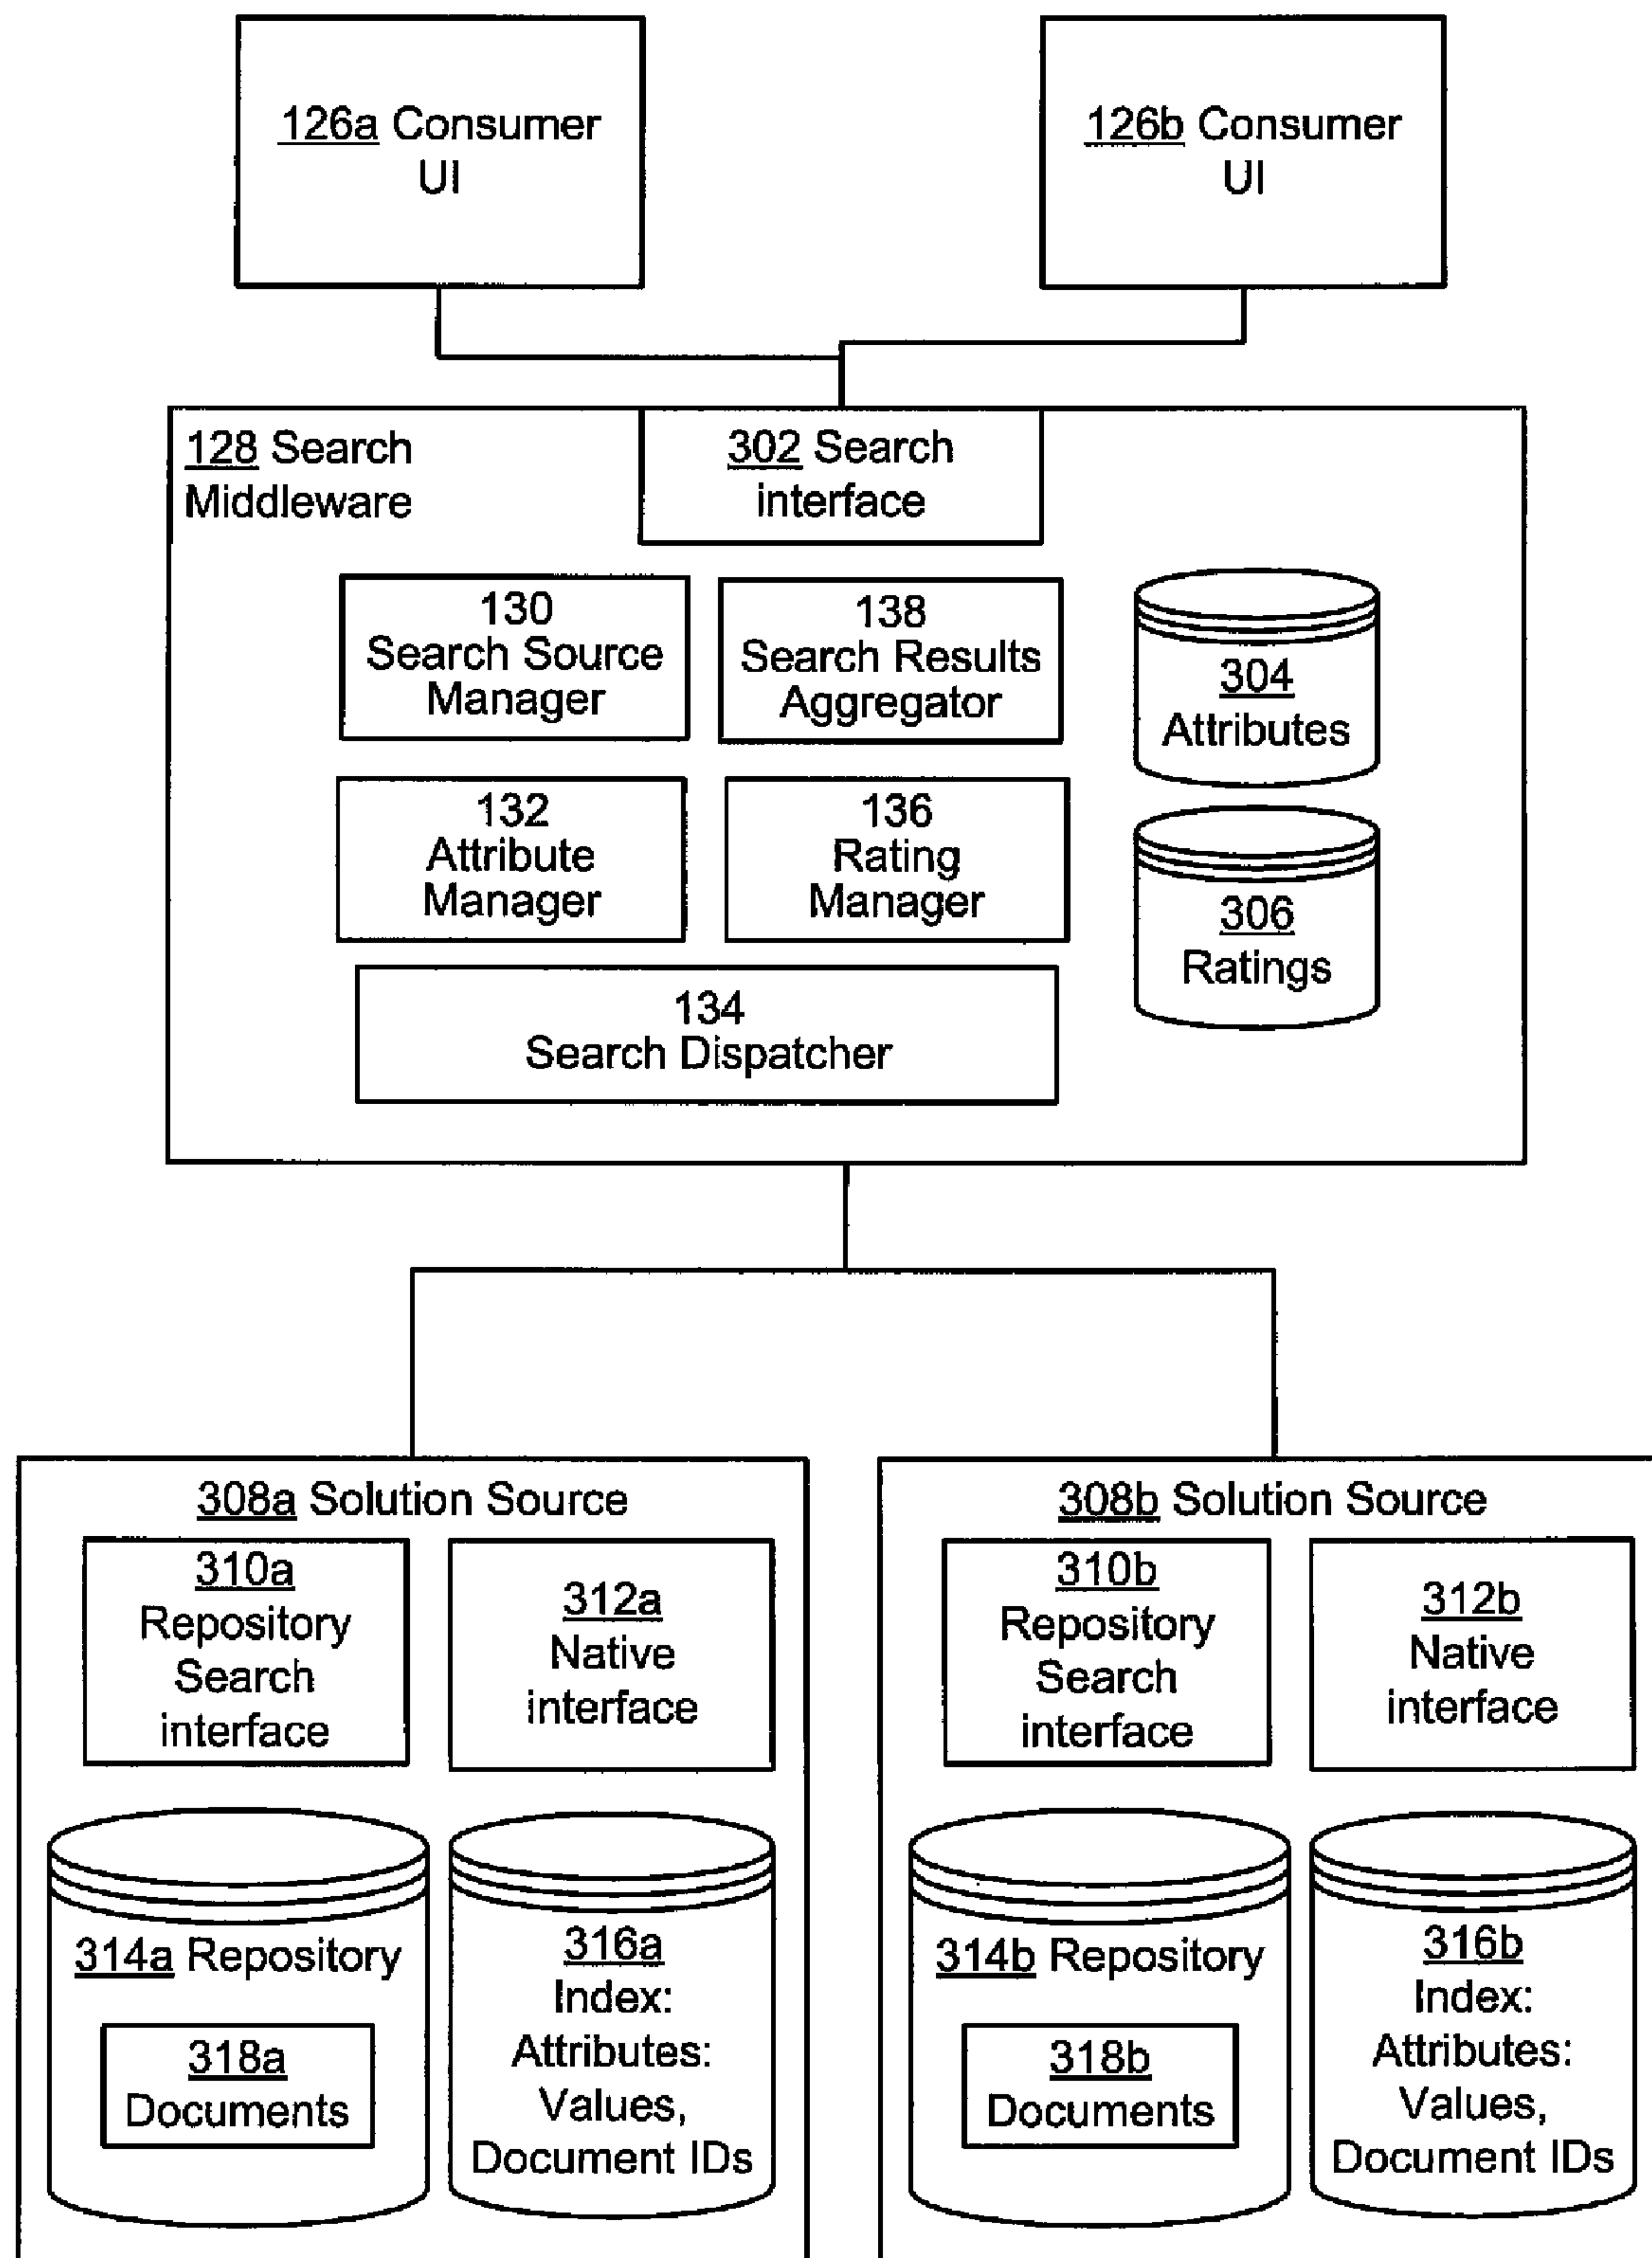 126a Consumer
UI
126b Consumer
UI
128 Search
Middleware
302 Search
interface
130
Search Source
Manager
138
Search Results
Aggregator
304
Attributes
132
Attribute
Manager
136
Rating
Manager
306
Ratings
134
Search Dispatcher
308a Solution Source
310a
Repository
Search
interface
312a
Native
interface
314a Repository
318a
Documents
316a
Index:
Attributes:
Values,
Document IDs
308b Solution Source
310b
Repository
Search
interface
312b
Native
interface
314b Repository
318b
Documents
316b
Index:
Attributes:
Values,
Document IDs